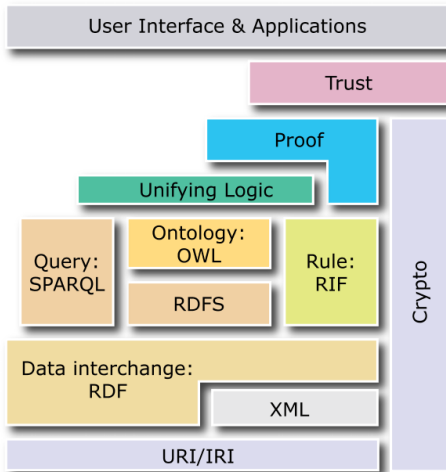 User Interface & Applications
Trust
Proof
Unifying Logic
Query:
SPARQL
Ontology:
OWL
RDFS
Rule:
RIF
Crypto
Data interchange:
RDF
XML
URI/IRI